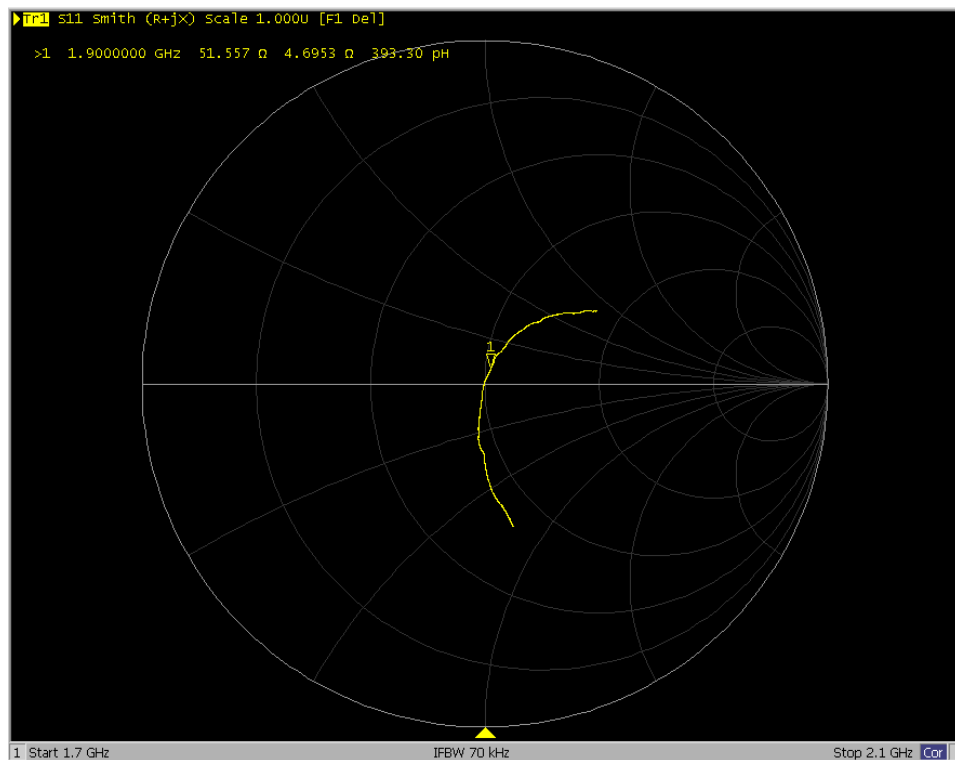 Tr1 S11 Smith (R+jX) Scale 1.000U [F1 Del]
>1 1.9000000 GHz 51.557 Ω 4.6953 Ω 393.30 pH
1
1 Start 1.7 GHz IFBW 70 kHz Stop 2.1 GHz Cor